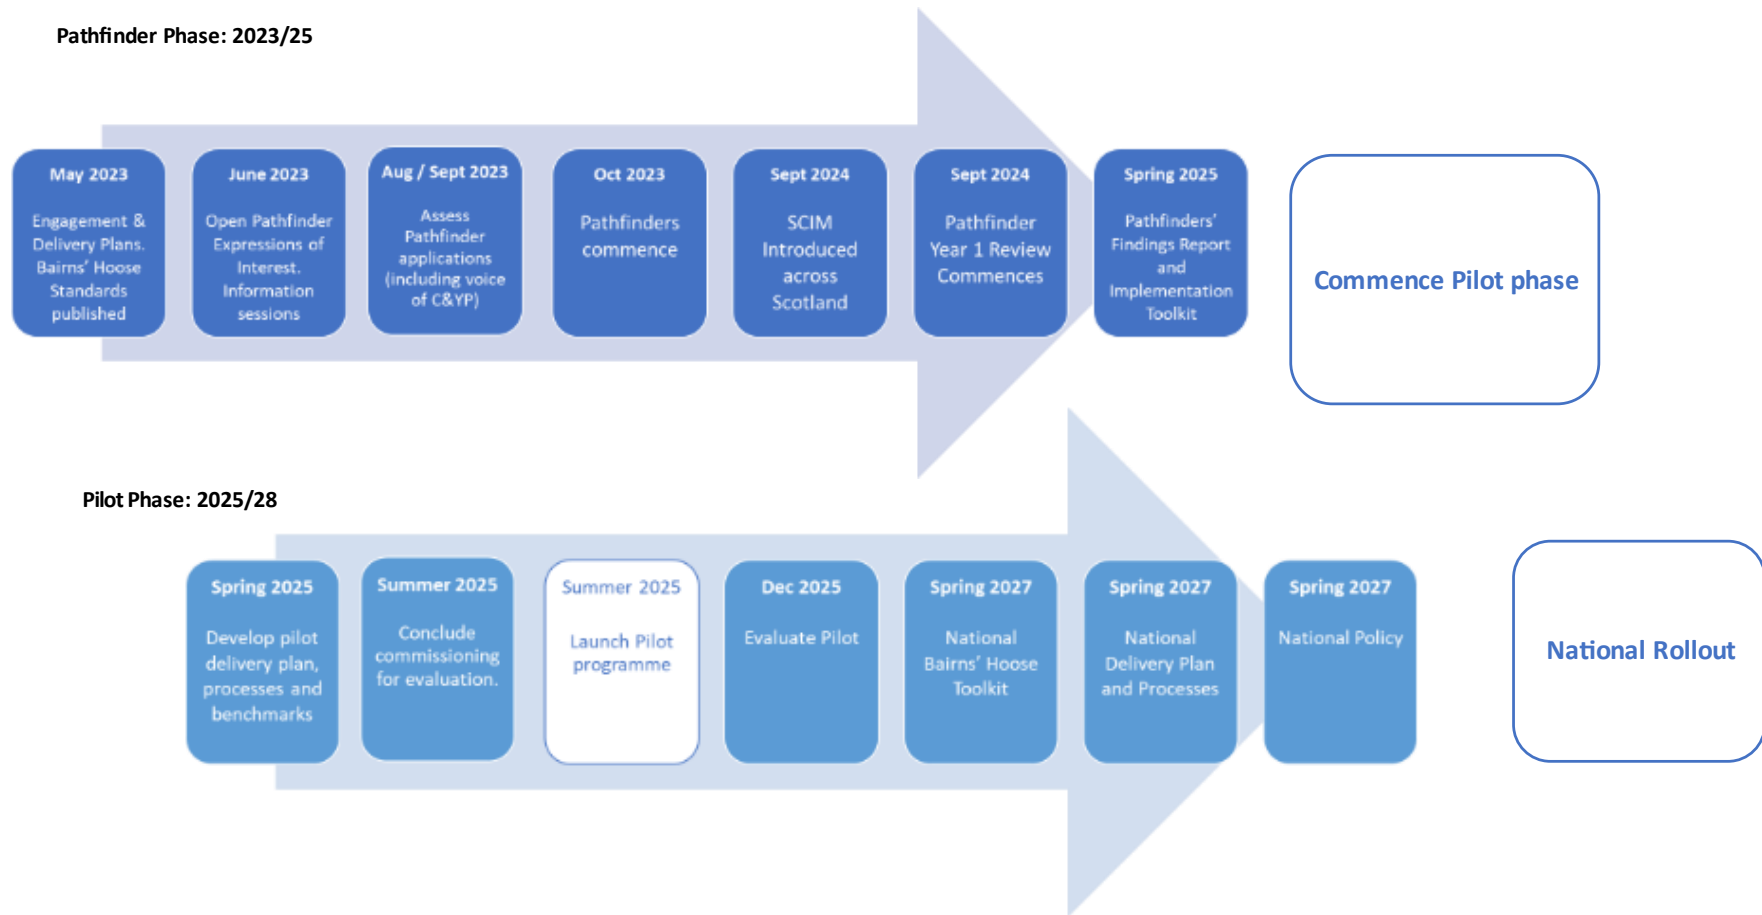 Pathfinder Phase: 2023/25
May 2023
Engagement &
Delivery Plans.
Bairns' Hoose
Standards
published
June 2023
Open Pathfinder
Expressions of
Interest.
Information
sessions
Aug / Sept 2023
Assess
Pathfinder
applications
(including voice
of C&YP)
Oct 2023
Pathfinders
commence
Sept 2024
SCIM
Introduced
across
Scotland
Sept 2024
Pathfinder
Year 1 Review
Commences
Spring 2025
Pathfinders'
Findings Report
and
Implementation
Toolkit
Commence Pilot phase
Pilot Phase: 2025/28
Spring 2025
Develop pilot
delivery plan,
processes and
benchmarks
Summer 2025
Conclude
commissioning
for evaluation.
Summer 2025
Launch Pilot
programme
Dec 2025
Evaluate Pilot
Spring 2027
National
Bairns' Hoose
Toolkit
Spring 2027
National
Delivery Plan
and Processes
Spring 2027
National Policy
National Rollout